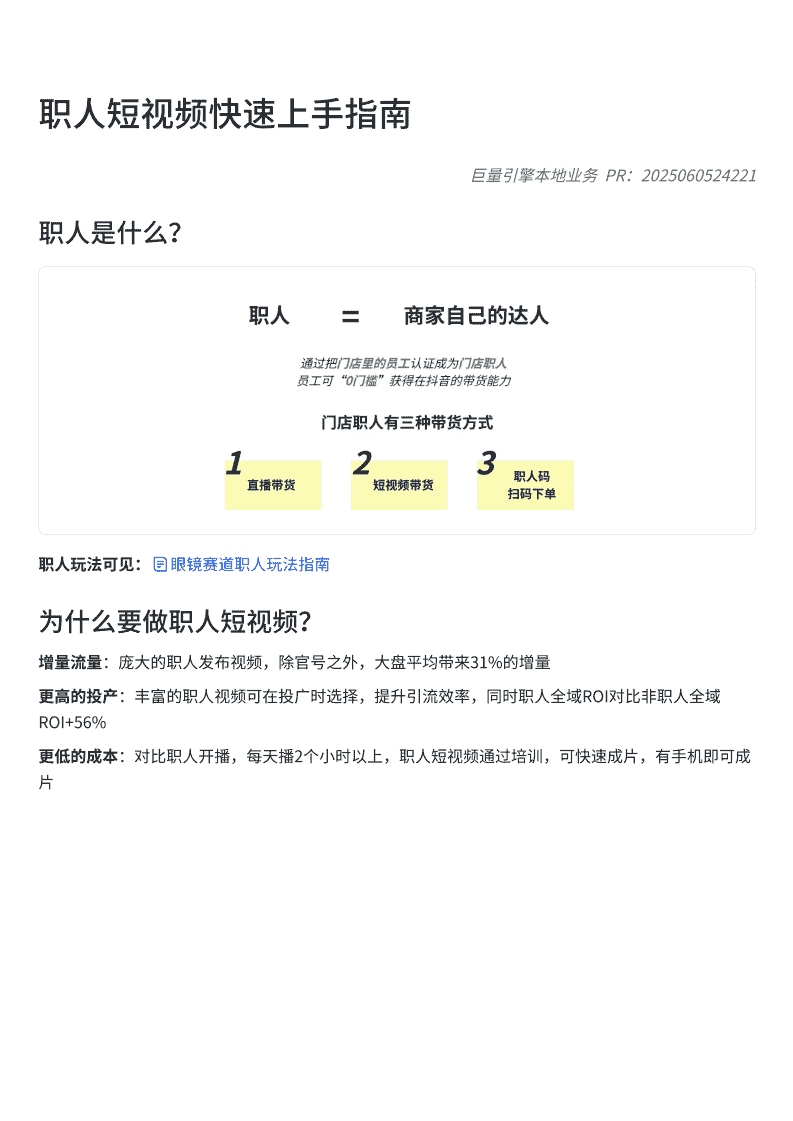 职人短视频快速上手指南
巨量引擎本地业务 PR：2025060524221
职人是什么？
职人 = 商家自己的达人
通过把门店里的员工认证成为门店职人
员工可“0门槛”获得在抖音的带货能力
门店职人有三种带货方式
1 直播带货
2 短视频带货
3 职人码
扫码下单
职人玩法可见：眼镜赛道职人玩法指南
为什么要做职人短视频？
增量流量：庞大的职人发布视频，除官号之外，大盘平均带来31%的增量
更高的投产：丰富的职人视频可在投广时选择，提升引流效率，同时职人全域ROI对比非职人全域
ROI+56%
更低的成本：对比职人开播，每天播2个小时以上，职人短视频通过培训，可快速成片，有手机即可成
片